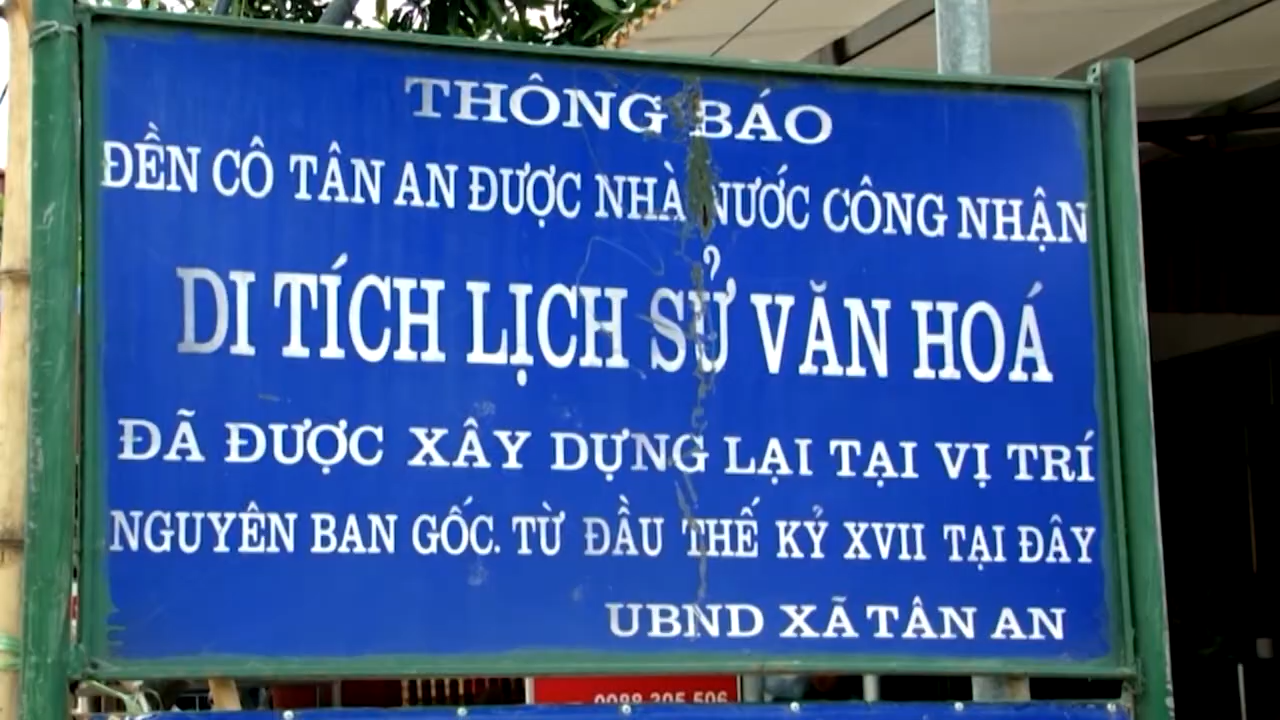 THÔNG BÁO
ĐỀN CÔ TÂN AN ĐƯỢC NHÀ NƯỚC CÔNG NHẬN
DI TÍCH LỊCH SỬ VĂN HOÁ
ĐÃ ĐƯỢC XÂY DỰNG LẠI TẠI VỊ TRÍ
NGUYÊN BAN GỐC. TỪ ĐẦU THẾ KỶ XVII TẠI ĐÂY
UBND XÃ TÂN AN